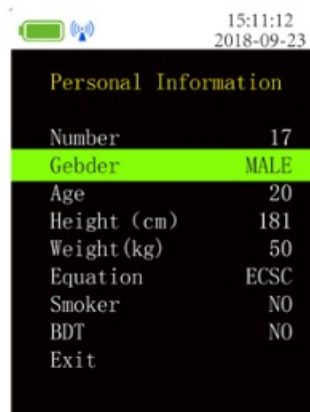 15:11:12
2018-09-23
Personal Information
Number 17
Gebder MALE
Age 20
Height (cm) 181
Weight(kg) 50
Equation ECSC
Smoker NO
BDT NO
Exit